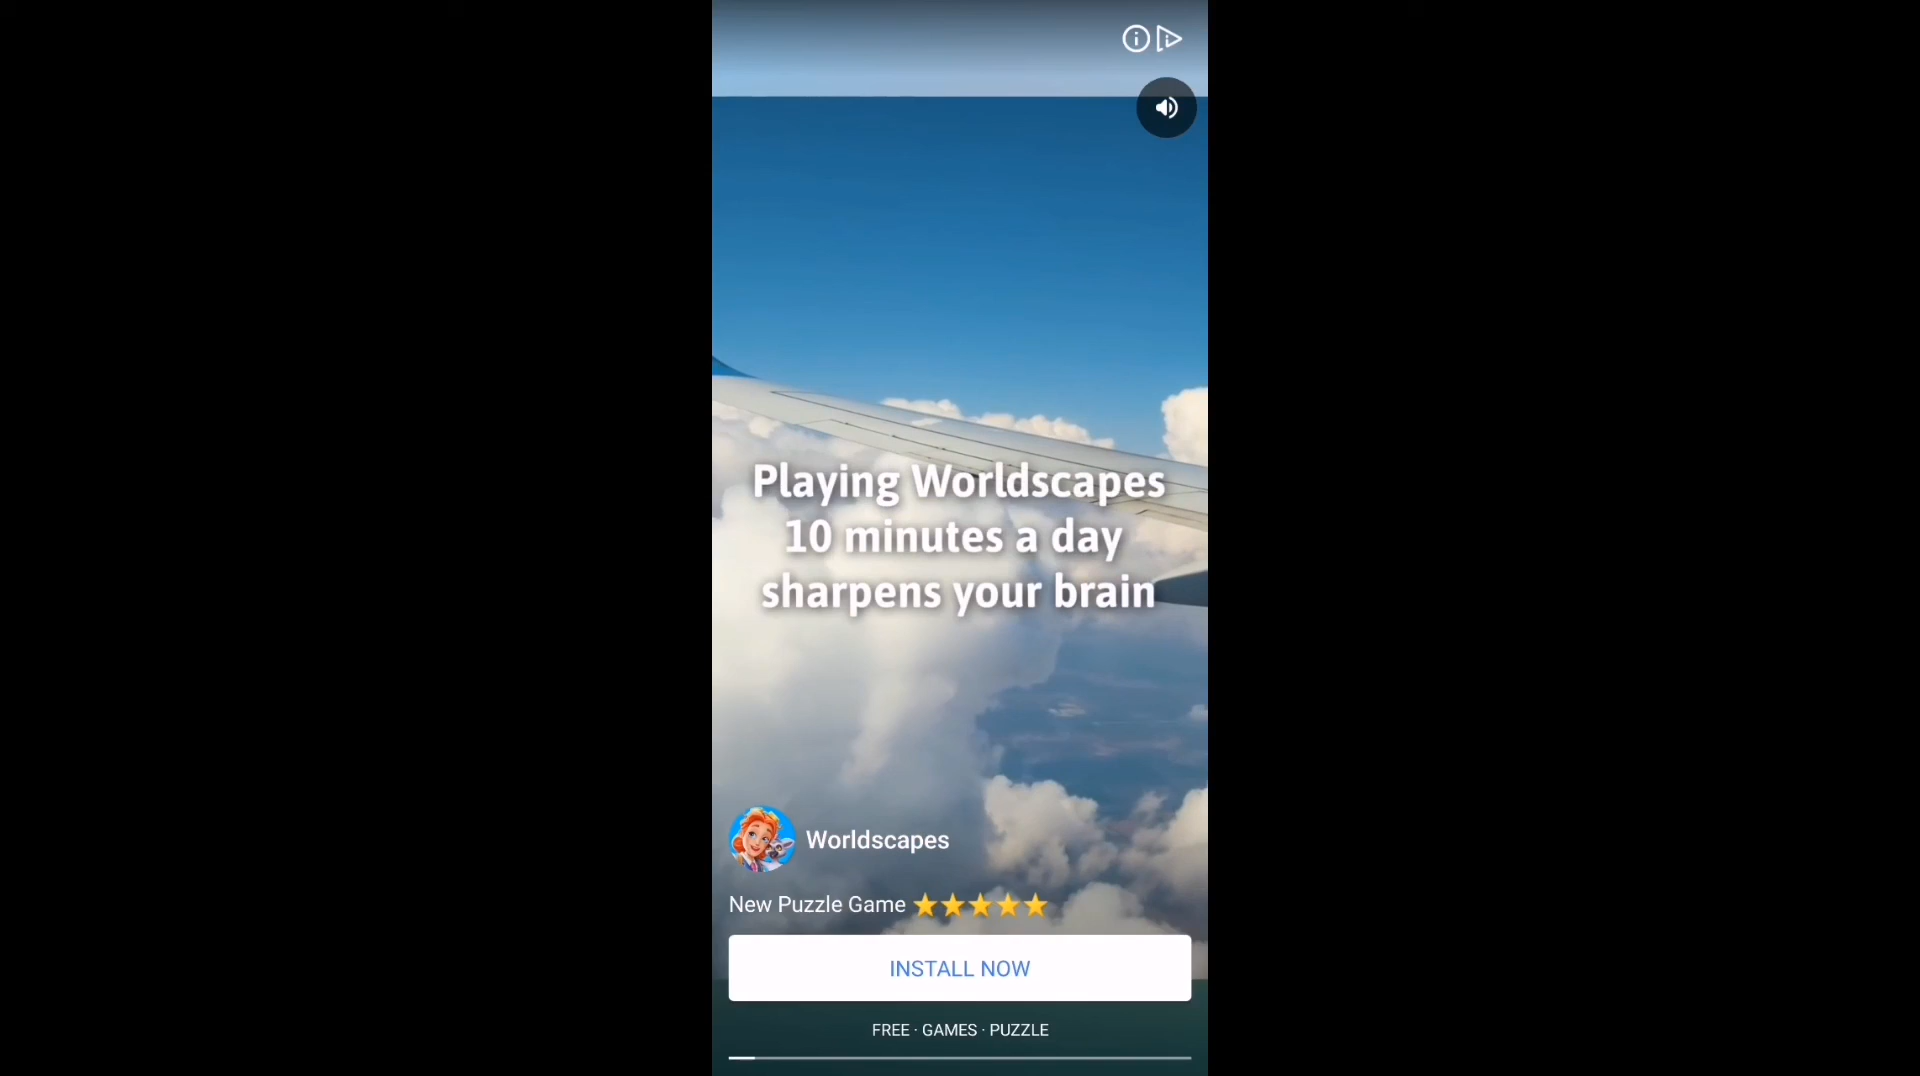 Playing Worldscapes
10 minutes a day
sharpens your brain
Worldscapes
New Puzzle Game ⭐⭐⭐⭐⭐
INSTALL NOW
FREE · GAMES · PUZZLE